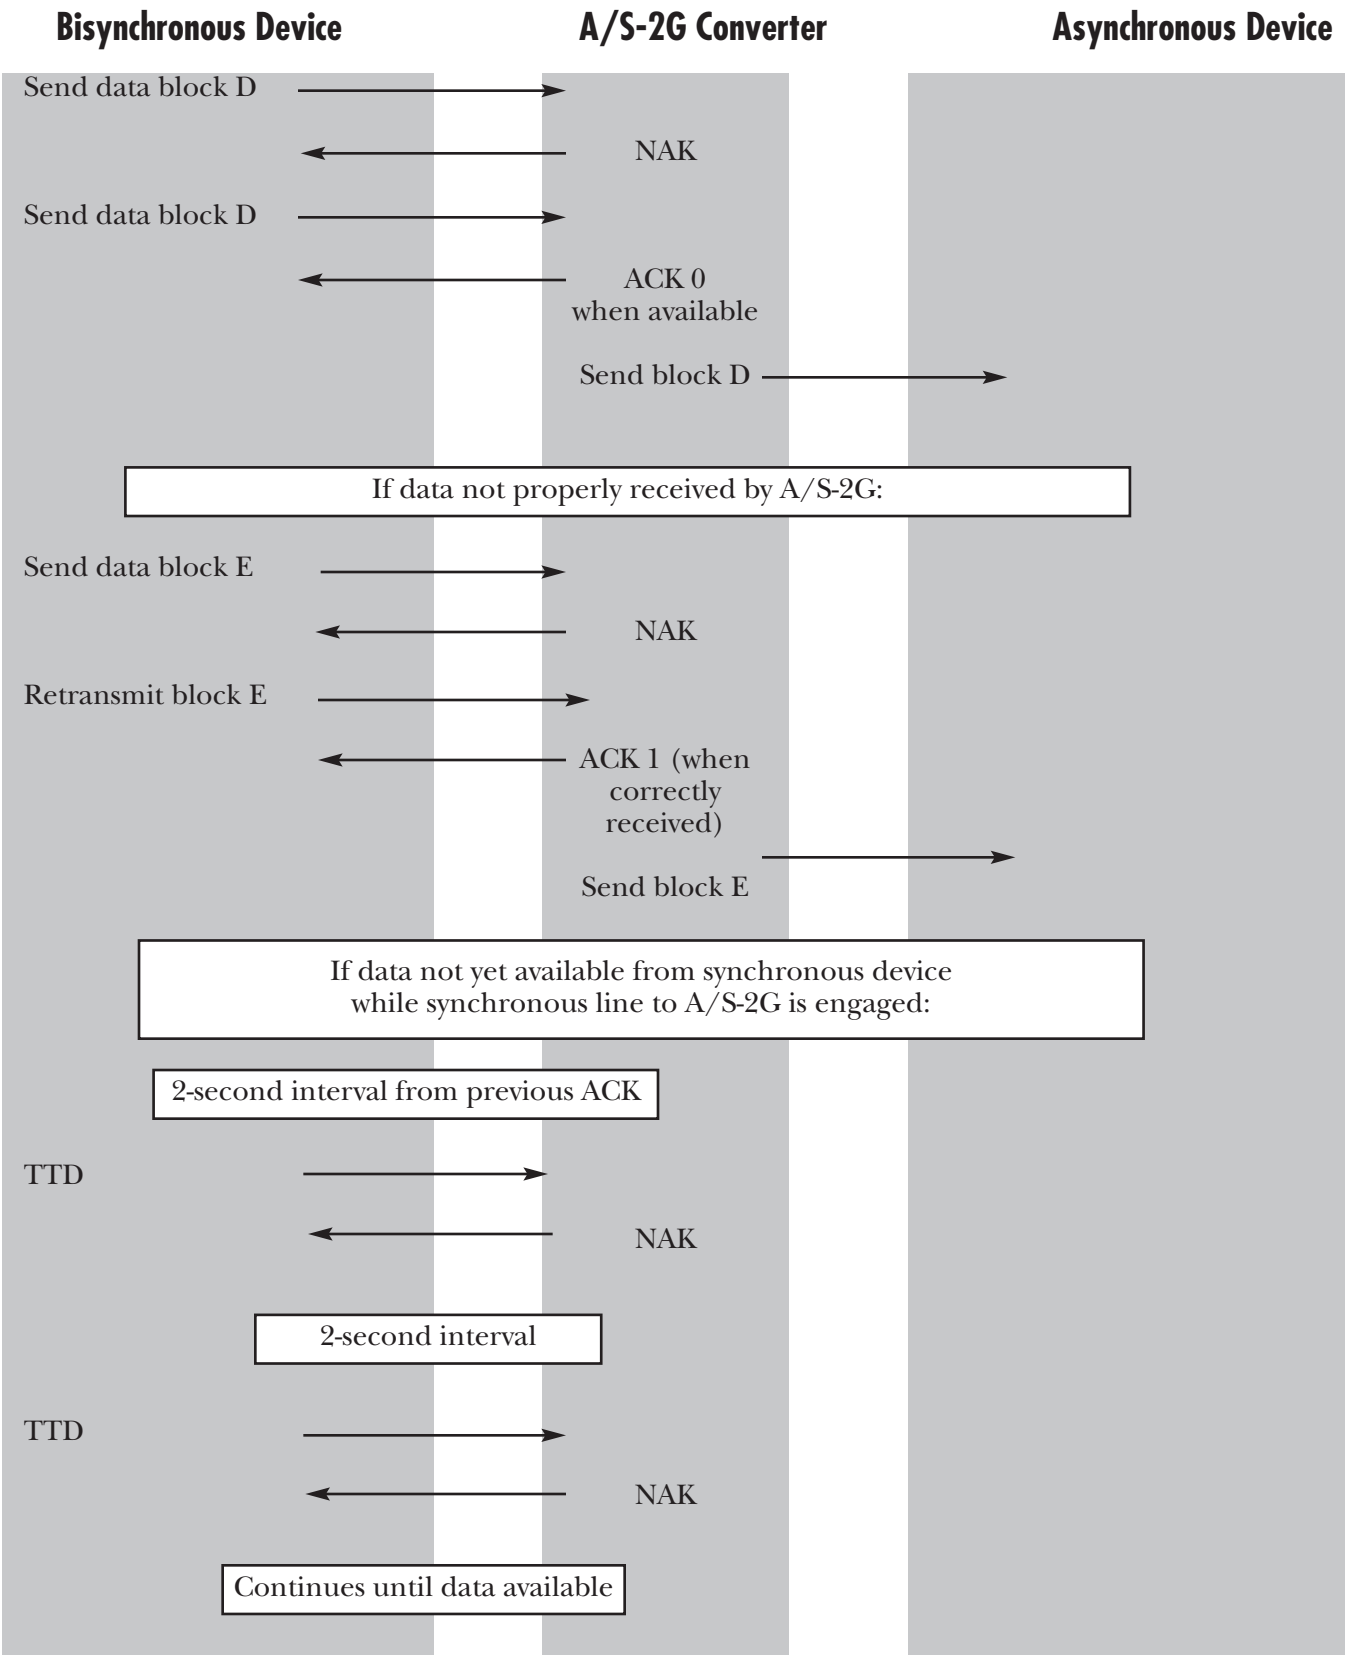 Bisynchronous Device
A/S-2G Converter
Asynchronous Device
Send data block D
NAK
Send data block D
ACK 0
when available
Send block D
If data not properly received by A/S-2G:
Send data block E
NAK
Retransmit block E
ACK 1 (when
correctly
received)
Send block E
If data not yet available from synchronous device
while synchronous line to A/S-2G is engaged:
2-second interval from previous ACK
TTD
NAK
2-second interval
TTD
NAK
Continues until data available